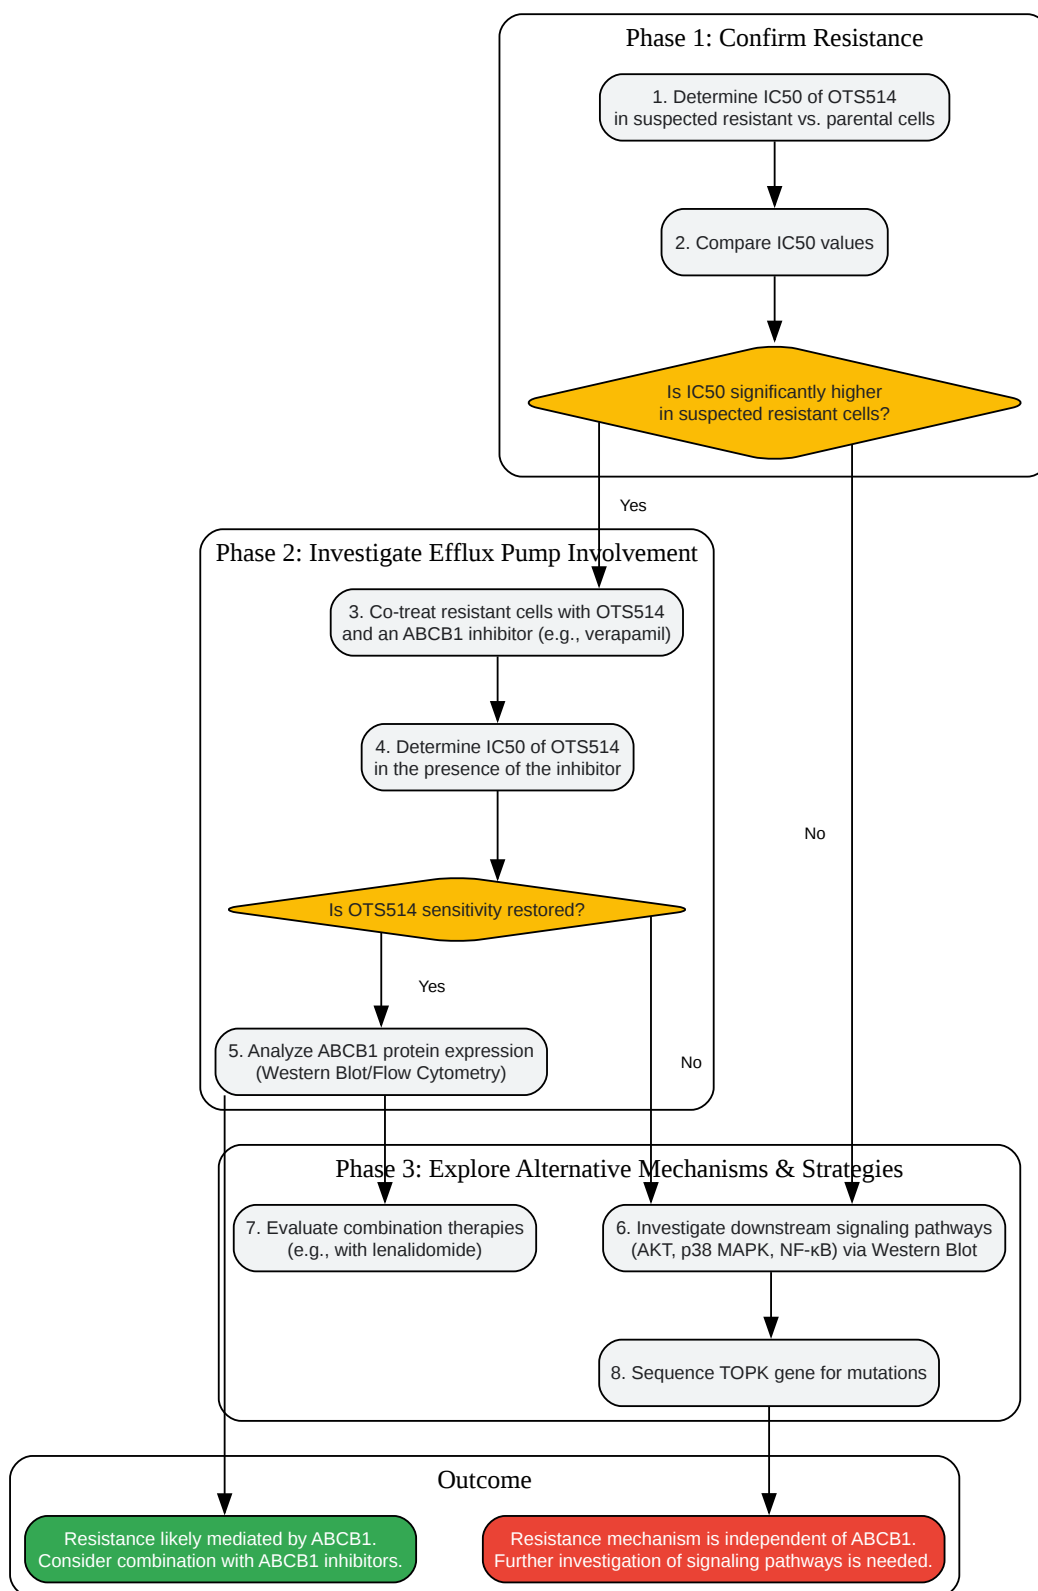 Phase 1: Confirm Resistance
1. Determine IC50 of OTS514
in suspected resistant vs. parental cells
2. Compare IC50 values
Is IC50 significantly higher
in suspected resistant cells?
Yes
Phase 2: Investigate Efflux Pump Involvement
3. Co-treat resistant cells with OTS514
and an ABCB1 inhibitor (e.g., verapamil)
4. Determine IC50 of OTS514
in the presence of the inhibitor
No
Is OTS514 sensitivity restored?
Yes
5. Analyze ABCB1 protein expression
(Western Blot/Flow Cytometry)
No
Phase 3: Explore Alternative Mechanisms & Strategies
7. Evaluate combination therapies
(e.g., with lenalidomide)
6. Investigate downstream signaling pathways
(AKT, p38 MAPK, NF-κB) via Western Blot
8. Sequence TOPK gene for mutations
Outcome
Resistance likely mediated by ABCB1.
Consider combination with ABCB1 inhibitors.
Resistance mechanism is independent of ABCB1.
Further investigation of signaling pathways is needed.